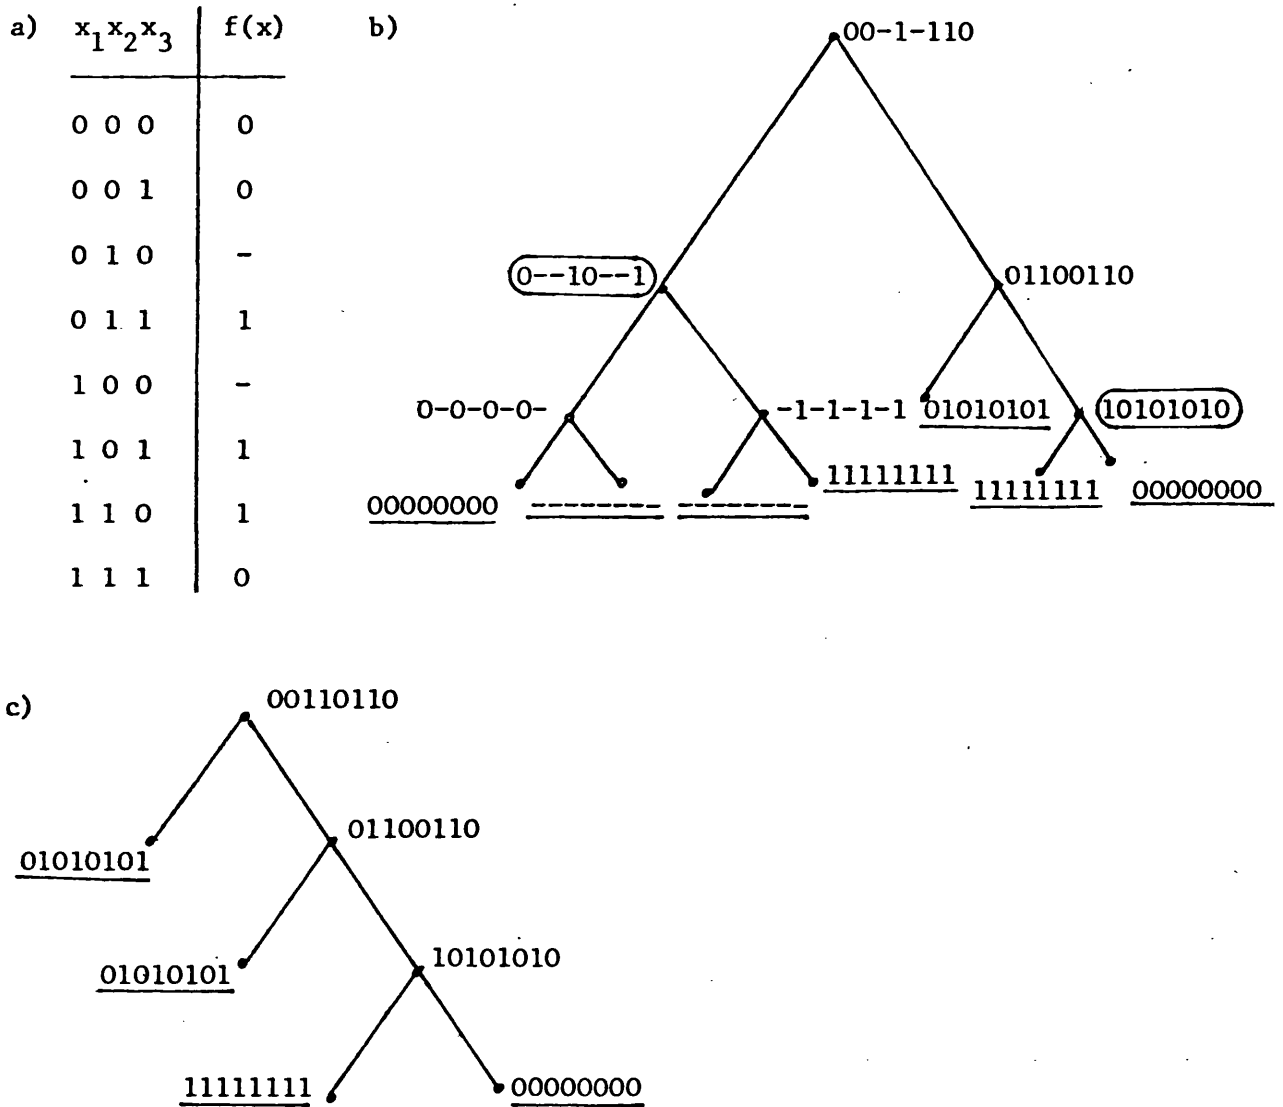 a) x1x2x3 f(x)
0 0 0 0
0 0 1 0
0 1 0 -
0 1 1 1
1 0 0 -
1 0 1 1
1 1 0 1
1 1 1 0
b)
00-1-110
0--10--1
01100110
0-0-0-0-
-1-1-1-1
01010101
10101010
00000000
--------
--------
11111111
11111111
00000000
c)
00110110
01010101
01100110
01010101
10101010
11111111
00000000